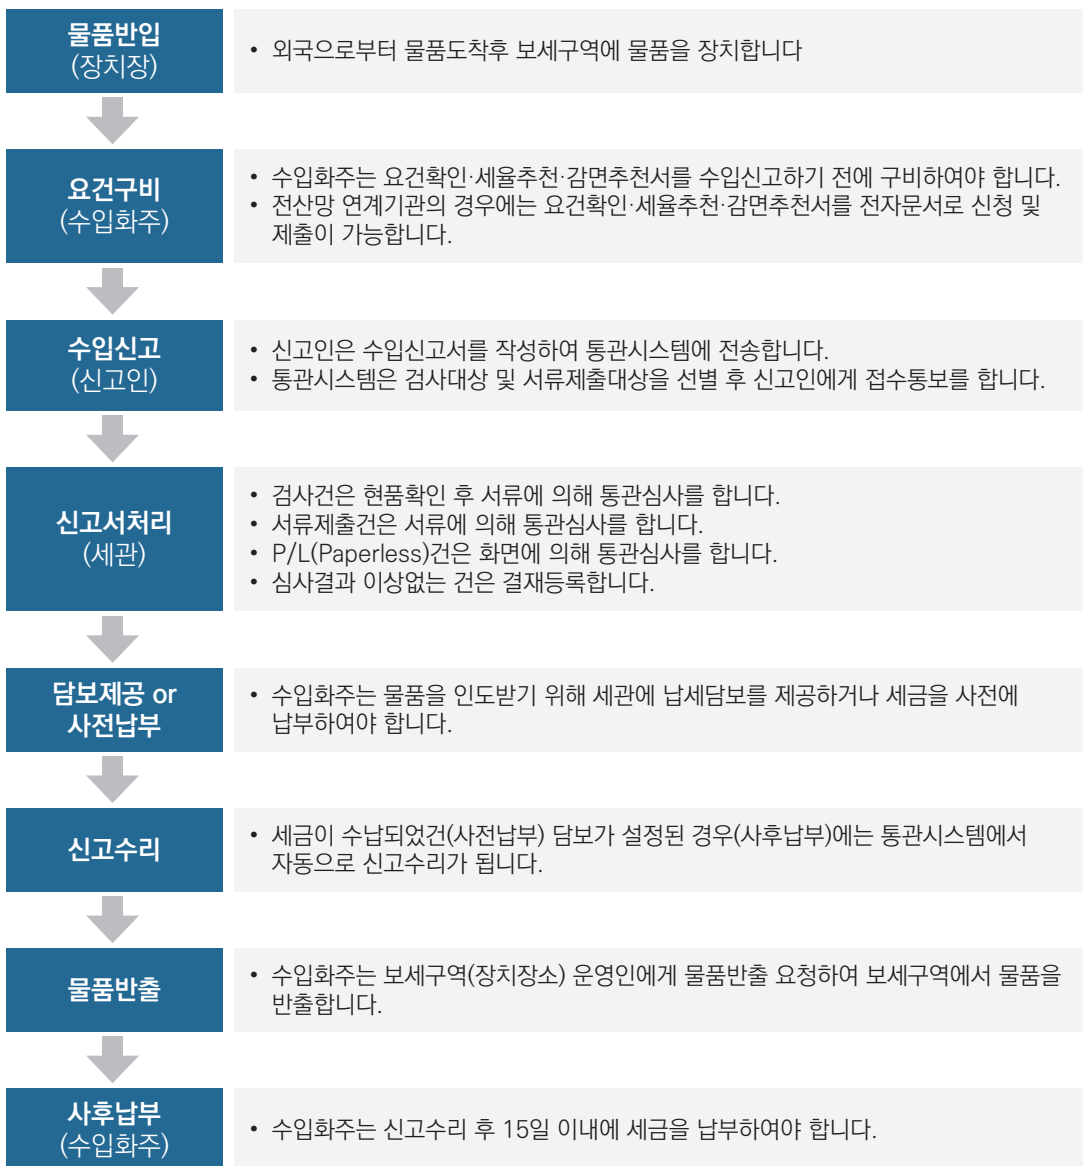 물품반입
(장치장)
• 외국으로부터 물품도착후 보세구역에 물품을 장치합니다
요건구비
(수입화주)
• 수입화주는 요건확인·세율추천·감면추천서를 수입신고하기 전에 구비하여야 합니다.
• 전산망 연계기관의 경우에는 요건확인·세율추천·감면추천서를 전자문서로 신청 및
제출이 가능합니다.
수입신고
(신고인)
• 신고인은 수입신고서를 작성하여 통관시스템에 전송합니다.
• 통관시스템은 검사대상 및 서류제출대상을 선별 후 신고인에게 접수통보를 합니다.
신고서처리
(세관)
• 검사건은 현품확인 후 서류에 의해 통관심사를 합니다.
• 서류제출건은 서류에 의해 통관심사를 합니다.
• P/L(Paperless)건은 화면에 의해 통관심사를 합니다.
• 심사결과 이상없는 건은 결재등록합니다.
담보제공 or
사전납부
• 수입화주는 물품을 인도받기 위해 세관에 납세담보를 제공하거나 세금을 사전에
납부하여야 합니다.
신고수리
• 세금이 수납되었건(사전납부) 담보가 설정된 경우(사후납부)에는 통관시스템에서
자동으로 신고수리가 됩니다.
물품반출
• 수입화주는 보세구역(장치장소) 운영인에게 물품반출 요청하여 보세구역에서 물품을
반출합니다.
사후납부
(수입화주)
• 수입화주는 신고수리 후 15일 이내에 세금을 납부하여야 합니다.